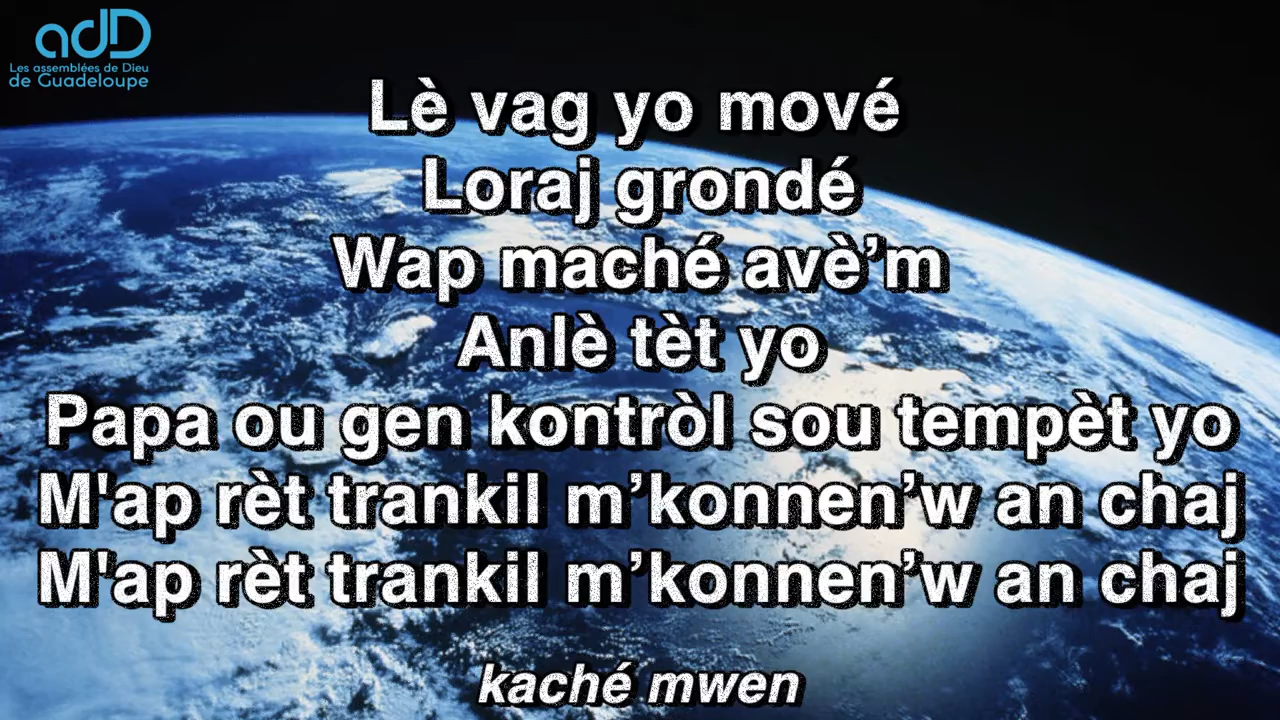 adD
Les assemblées de Dieu
de Guadeloupe
Lè vag yo mové
Loraj grondé
Wap maché avè’m
Anlè tèt yo
Papa ou gen kontròl sou tempèt yo
M'ap rèt trankil m’konnen’w an chaj
M'ap rèt trankil m’konnen’w an chaj
kaché mwen